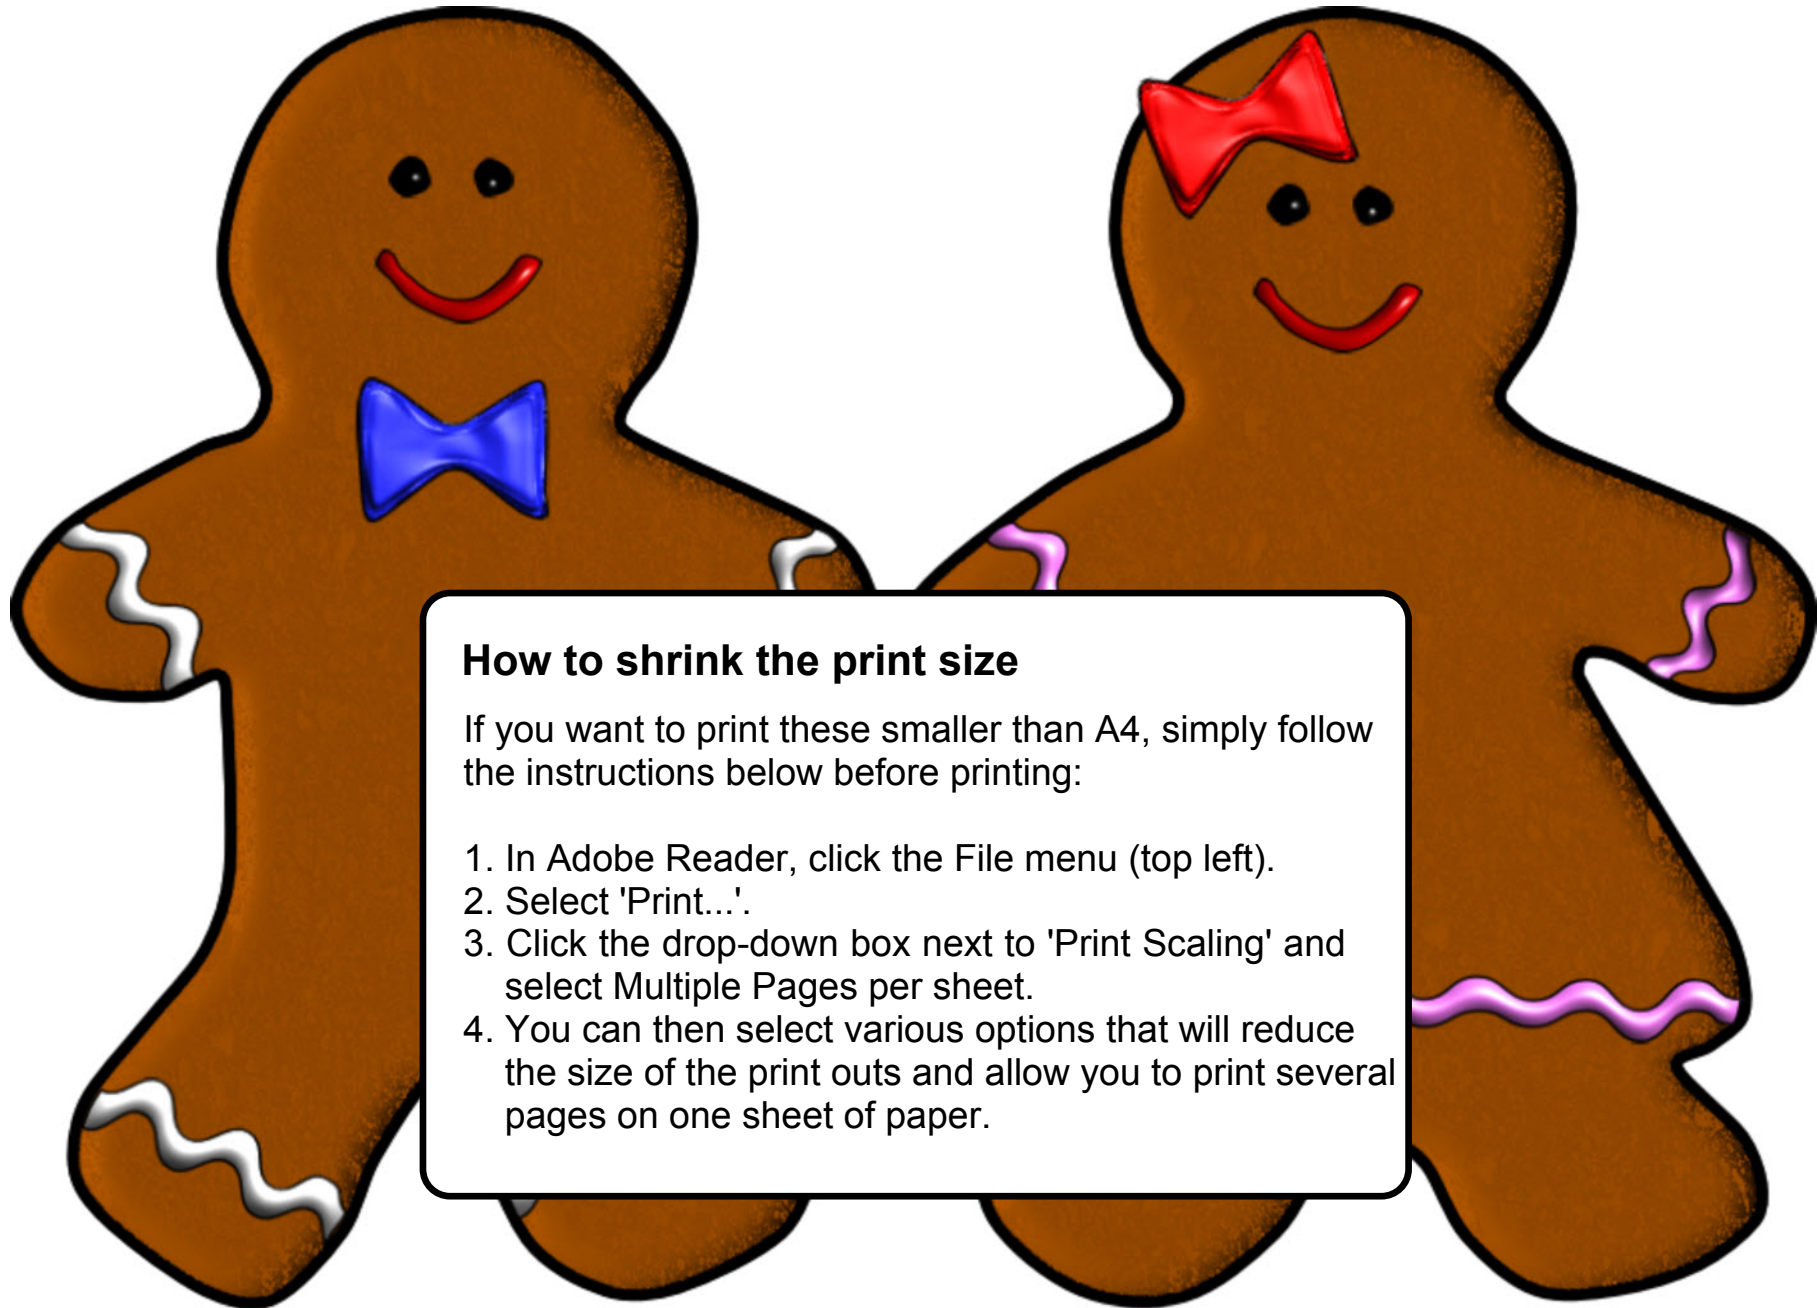 How to shrink the print size
If you want to print these smaller than A4, simply follow
the instructions below before printing:
1. In Adobe Reader, click the File menu (top left).
2. Select 'Print...'.
3. Click the drop-down box next to 'Print Scaling' and
select Multiple Pages per sheet.
4. You can then select various options that will reduce
the size of the print outs and allow you to print several
pages on one sheet of paper.